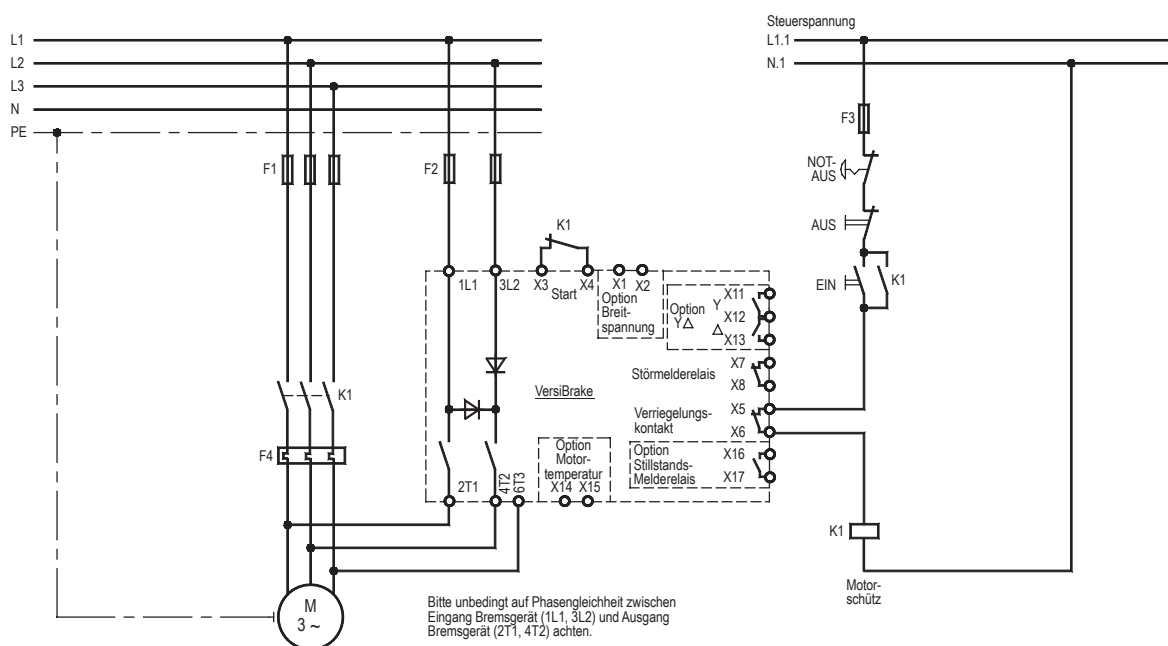 Steuerspannung
L1
L2
L3
N
PE
L1.1
N.1
F1
F2
F3
NOT-
AUS
AUS
EIN
K1
K1
1L1
3L2
X3
X4
Start
X1
X2
Option
Breit-
spannung
Option
Y△
Y
△
X11
X12
X13
X7
X8
Störmelderelais
VersiBrake
X5
X6
Verriegelungs-
kontakt
K1
F4
Option
Motor-
temperatur
X14
X15
Option
Stillstands-
Melderelais
X16
X17
2T1
4T2
6T3
K1
Motor-
schütz
M
3 ~
Bitte unbedingt auf Phasengleichheit zwischen
Eingang Bremsgerät (1L1, 3L2) und Ausgang
Bremsgerät (2T1, 4T2) achten.